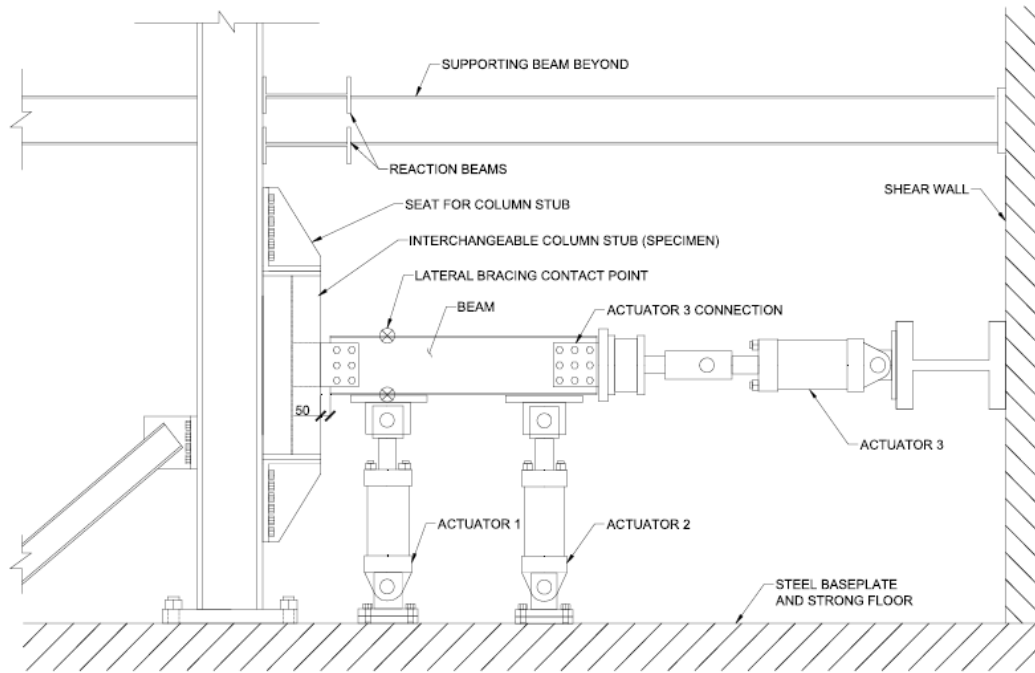 SUPPORTING BEAM BEYOND
REACTION BEAMS
SHEAR WALL
SEAT FOR COLUMN STUB
INTERCHANGEABLE COLUMN STUB (SPECIMEN)
LATERAL BRACING CONTACT POINT
BEAM
ACTUATOR 3 CONNECTION
50
ACTUATOR 3
ACTUATOR 1
ACTUATOR 2
STEEL BASEPLATE
AND STRONG FLOOR